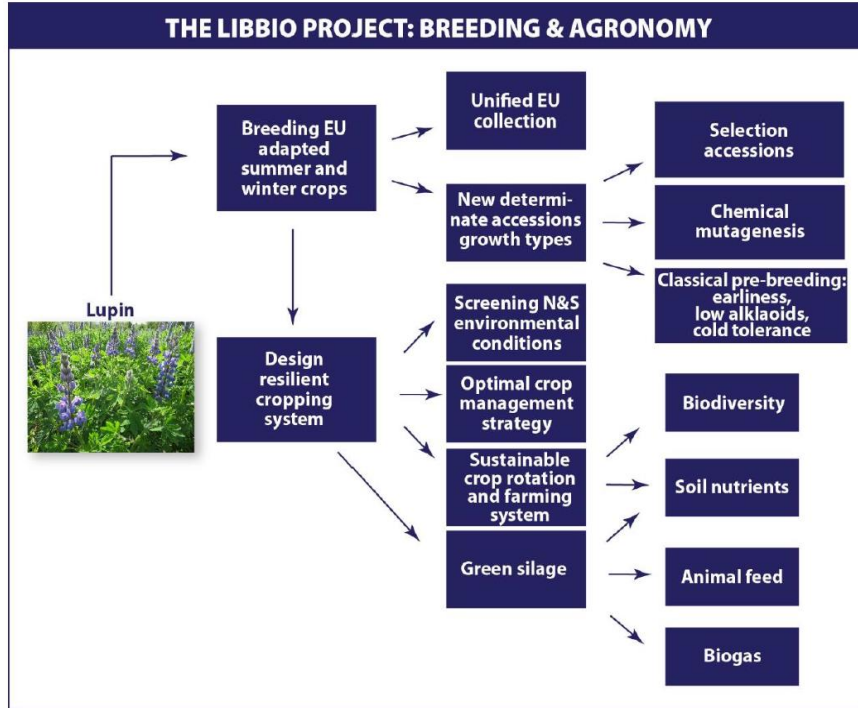 THE LIBBIO PROJECT: BREEDING & AGRONOMY
Lupin
Breeding EU
adapted
summer and
winter crops
Unified EU
collection
New determi-
nate accessions
growth types
Selection
accessions
Chemical
mutagenesis
Classical pre-breeding:
earliness,
low alklaoids,
cold tolerance
Design
resilient
cropping
system
Screening N&S
environmental
conditions
Optimal crop
management
strategy
Sustainable
crop rotation
and farming
system
Green silage
Biodiversity
Soil nutrients
Animal feed
Biogas